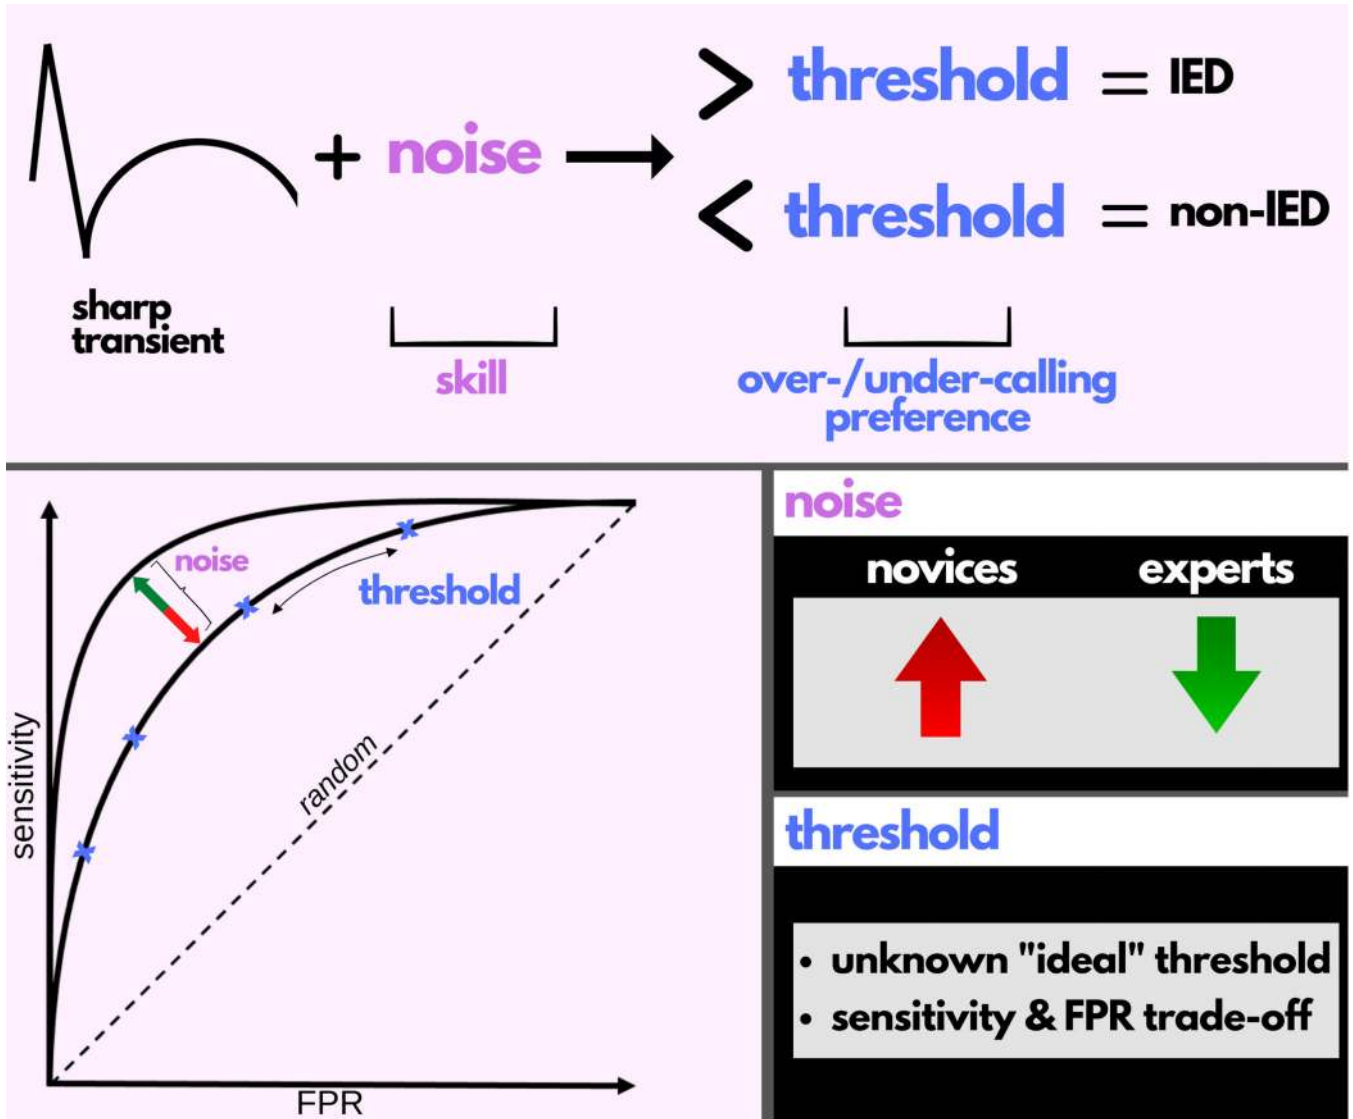 > threshold = IED
+ noise
< threshold = non-IED
sharp
transient
skill
over-/under-calling
preference
noise
threshold
random
sensitivity
FPR
noise
novices experts
threshold
• unknown "ideal" threshold
• sensitivity & FPR trade-off